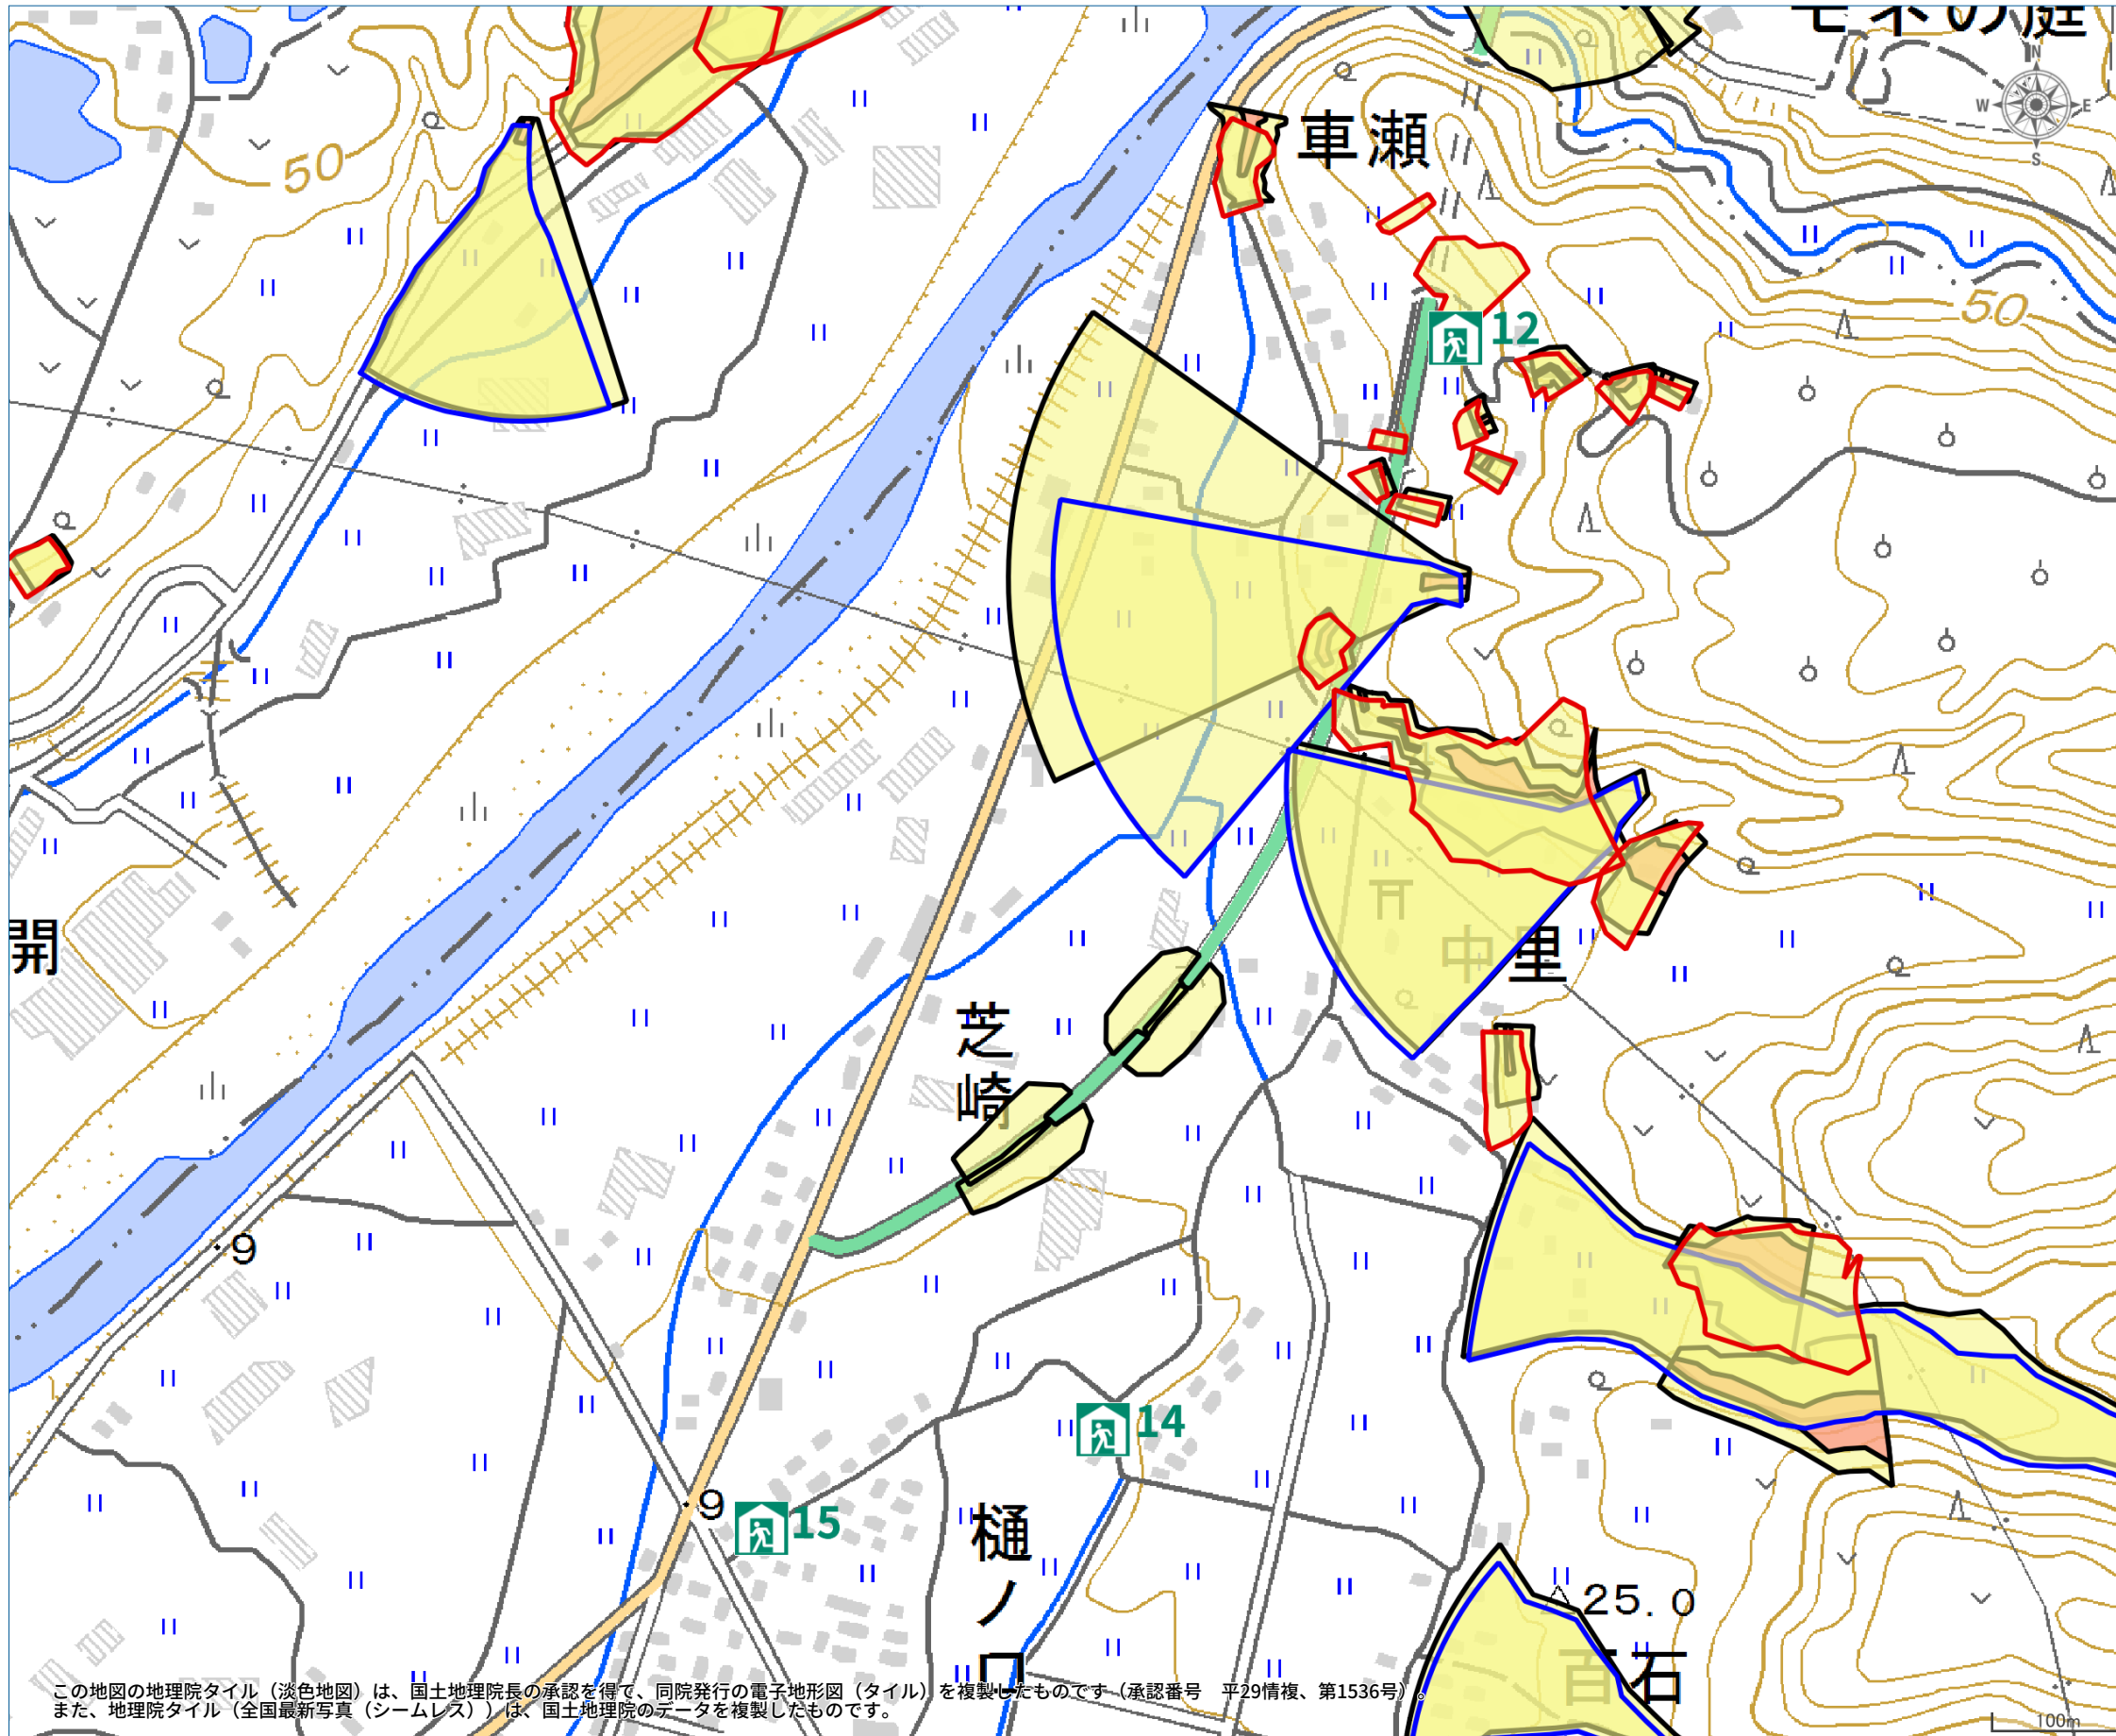 モネの庭
N
W
E
S
車瀬
50
12
50
開
中里
芝崎
9
14
9
15
樋ノ口
25.0
百石
この地図の地理院タイル（淡色地図）は、国土地理院長の承認を得て、同院発行の電子地形図（タイル）を複製したものです（承認番号　平29情複、第1536号）。
また、地理院タイル（全国最新写真（シームレス））は、国土地理院のデータを複製したものです。
100m